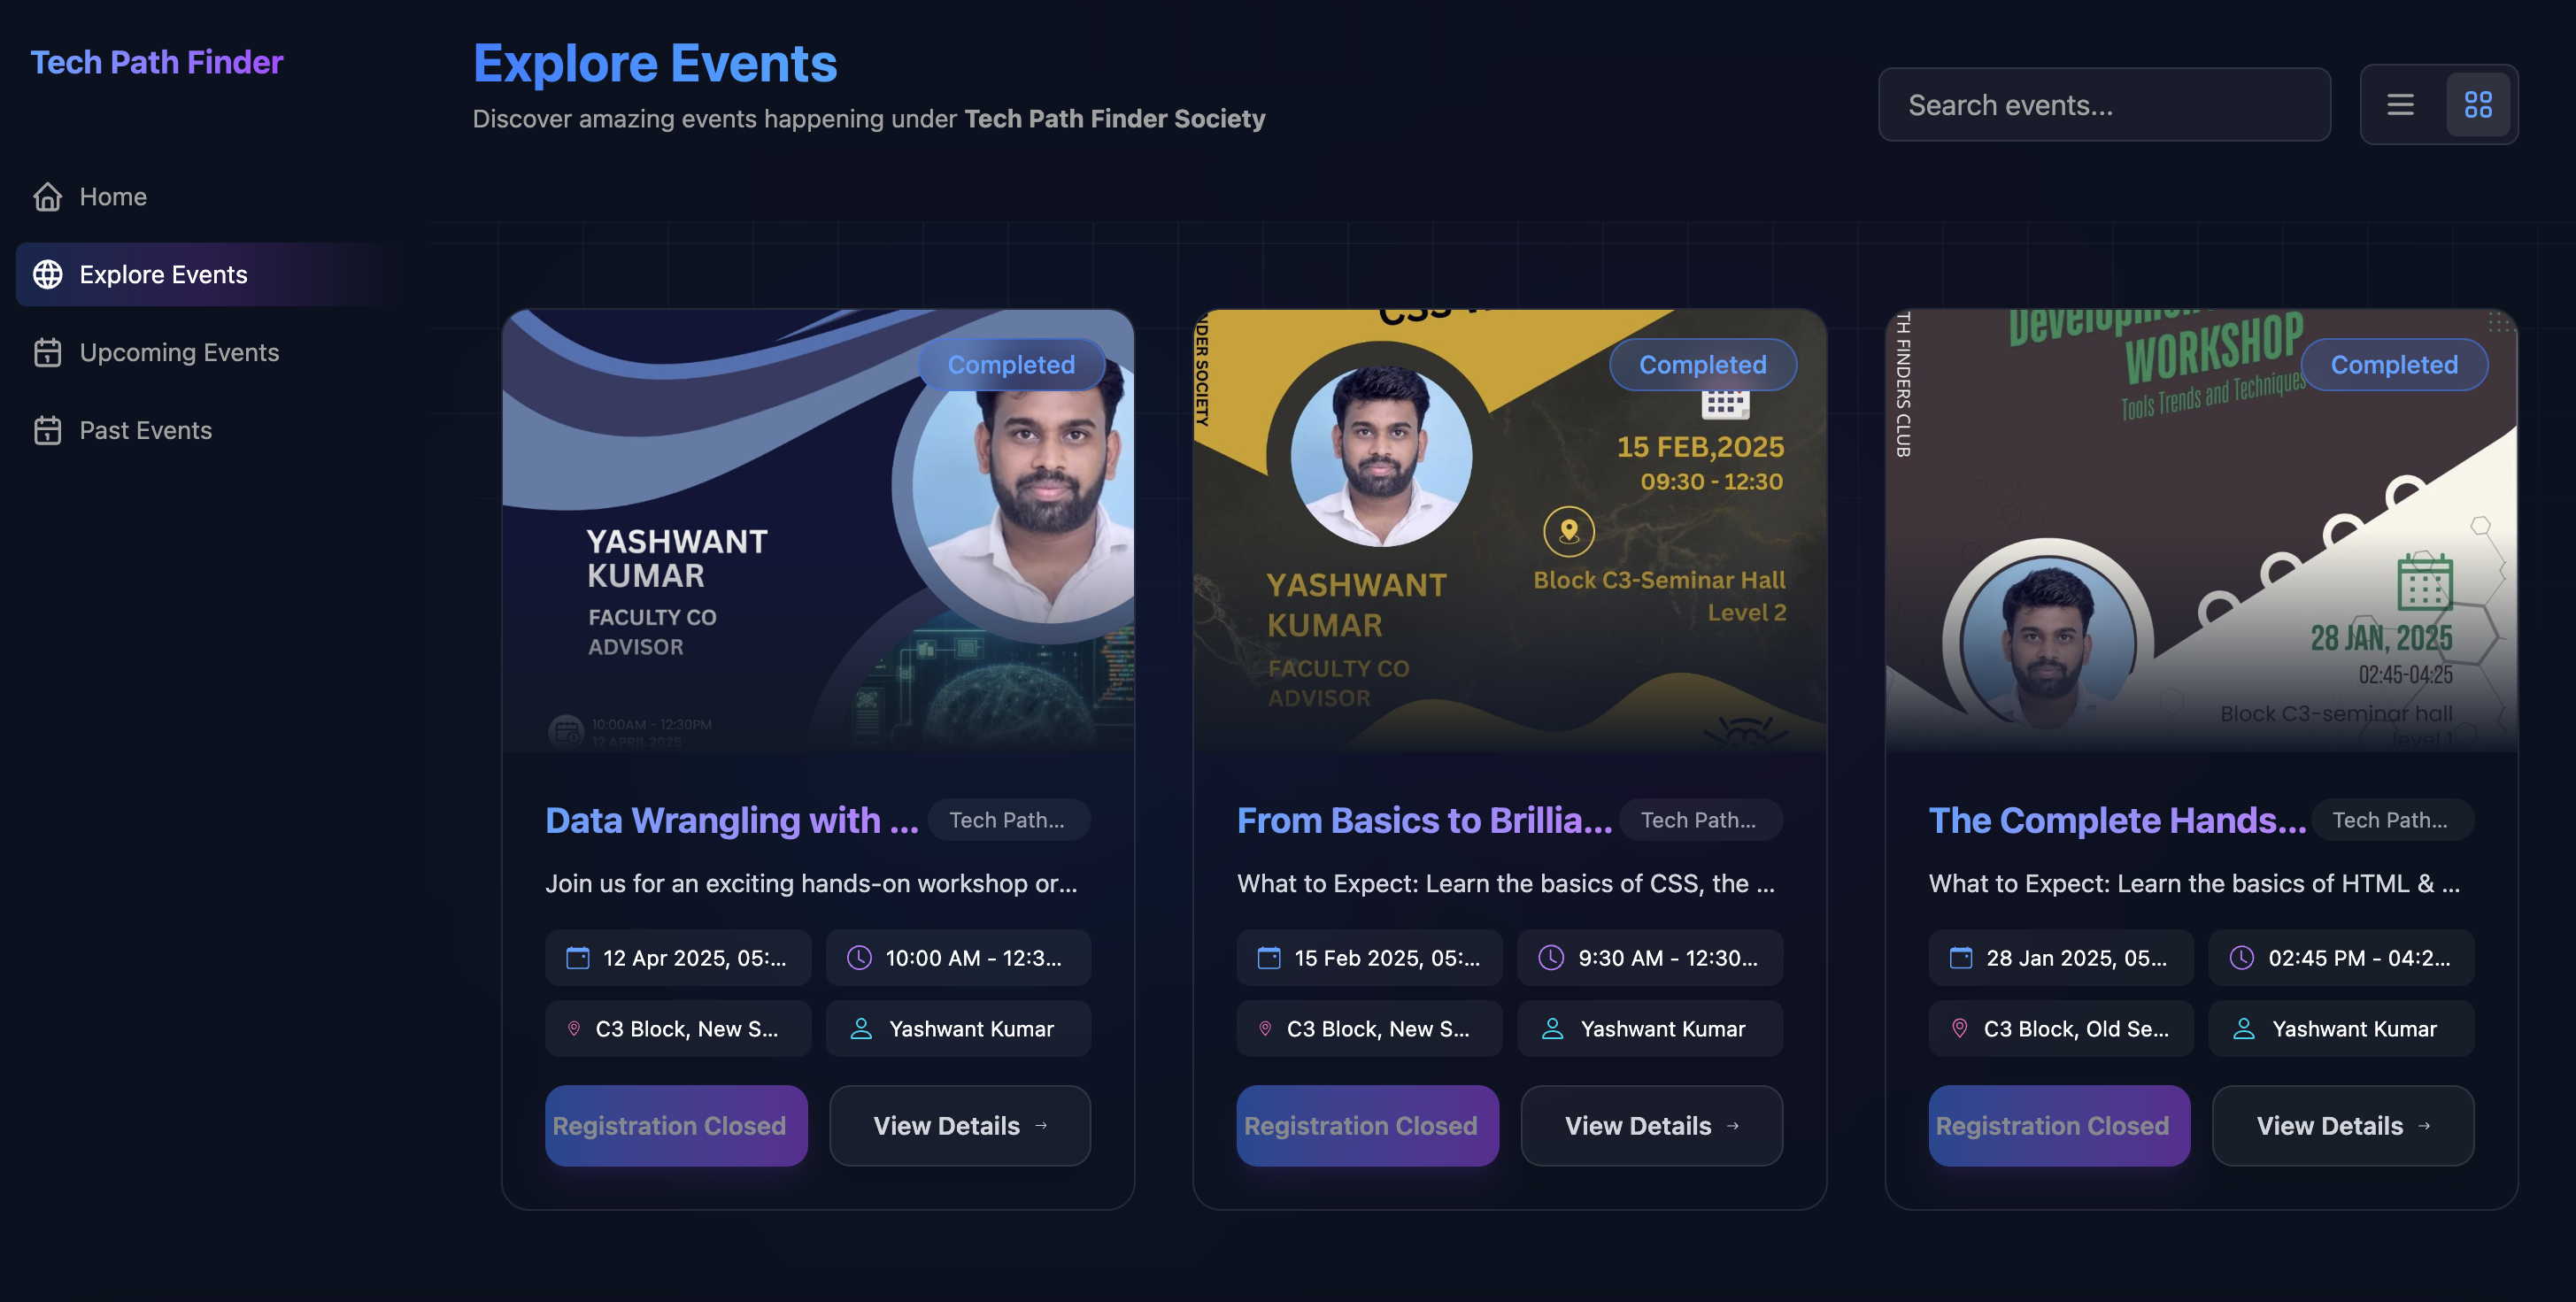 Tech Path Finder
Home
Explore Events
Upcoming Events
Past Events
Explore Events
Discover amazing events happening under Tech Path Finder Society
Search events...
Completed
YASHWANT
KUMAR
FACULTY CO
ADVISOR
10:00AM - 12:30PM
12 APRIL 2025
Data Wrangling with ...
Tech Path...
Join us for an exciting hands-on workshop or...
12 Apr 2025, 05:...
10:00 AM - 12:3...
C3 Block, New S...
Yashwant Kumar
Registration Closed
View Details →
SOCIETY
Completed
15 FEB,2025
09:30 - 12:30
Block C3-Seminar Hall
Level 2
YASHWANT
KUMAR
FACULTY CO
ADVISOR
From Basics to Brillia...
Tech Path...
What to Expect: Learn the basics of CSS, the ...
15 Feb 2025, 05:...
9:30 AM - 12:30...
C3 Block, New S...
Yashwant Kumar
Registration Closed
View Details →
TH FINDERS CLUB
WORKSHOP
Tools Trends and Techniques
Completed
28 JAN, 2025
02:45-04:25
Block C3-seminar hall
level 1
The Complete Hands...
Tech Path...
What to Expect: Learn the basics of HTML & ...
28 Jan 2025, 05...
02:45 PM - 04:2...
C3 Block, Old Se...
Yashwant Kumar
Registration Closed
View Details →